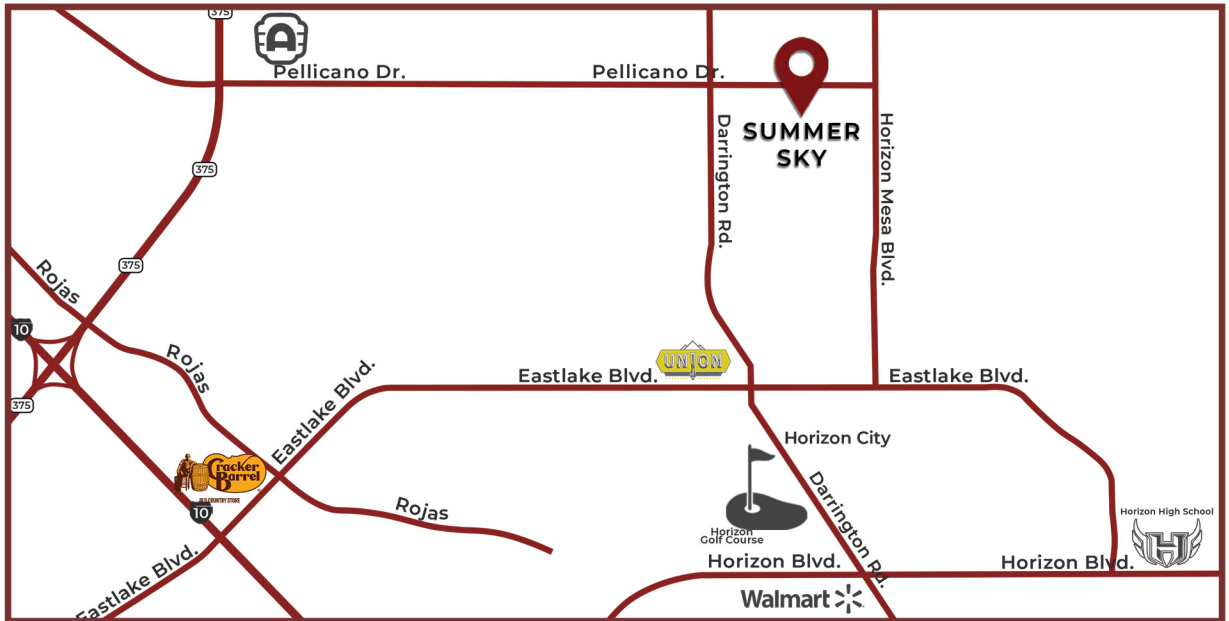 375
A
Pellicano Dr.
Pellicano Dr.
SUMMER
SKY
Darrington Rd.
Horizon Mesa Blvd.
375
375
Rojas
10
Rojas
375
UNION
Eastlake Blvd.
Eastlake Blvd.
Eastlake Blvd.
Horizon City
Cracker
Barrel
OLD COUNTRY STORE
10
Rojas
Darrington Rd.
Horizon
Golf Course
Horizon High School
H
Eastlake Blvd.
Horizon Blvd.
Horizon Blvd.
Walmart